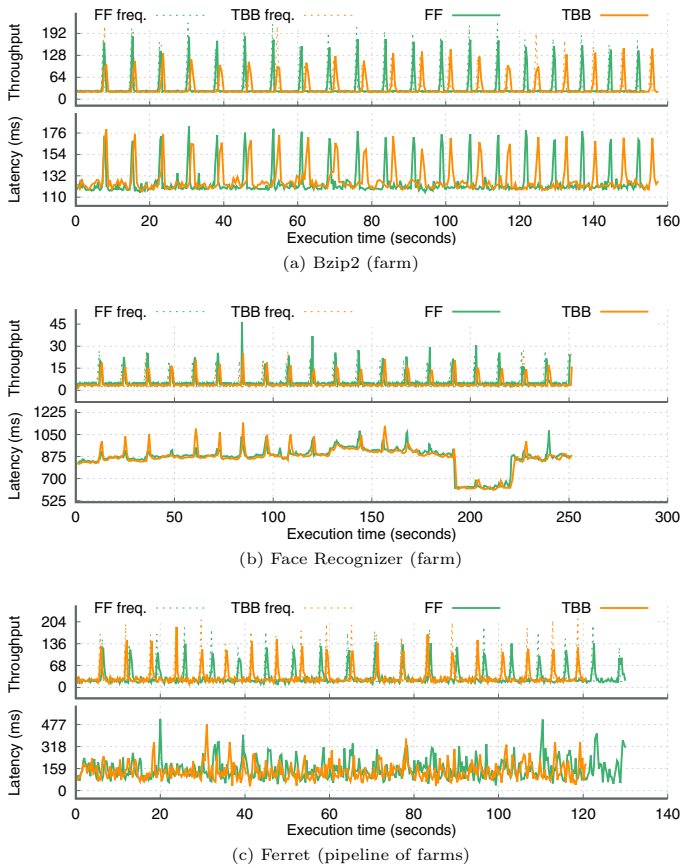 FF freq. TBB freq. FF TBB
Throughput
192
128
64
0
Latency (ms)
176
154
132
110
0 20 40 60 80 100 120 140 160
Execution time (seconds)
(a) Bzip2 (farm)
FF freq. TBB freq. FF TBB
Throughput
45
30
15
0
Latency (ms)
1225
1050
875
700
525
0 50 100 150 200 250 300
Execution time (seconds)
(b) Face Recognizer (farm)
FF freq. TBB freq. FF TBB
Throughput
204
136
68
0
Latency (ms)
477
318
159
0
0 20 40 60 80 100 120 140
Execution time (seconds)
(c) Ferret (pipeline of farms)